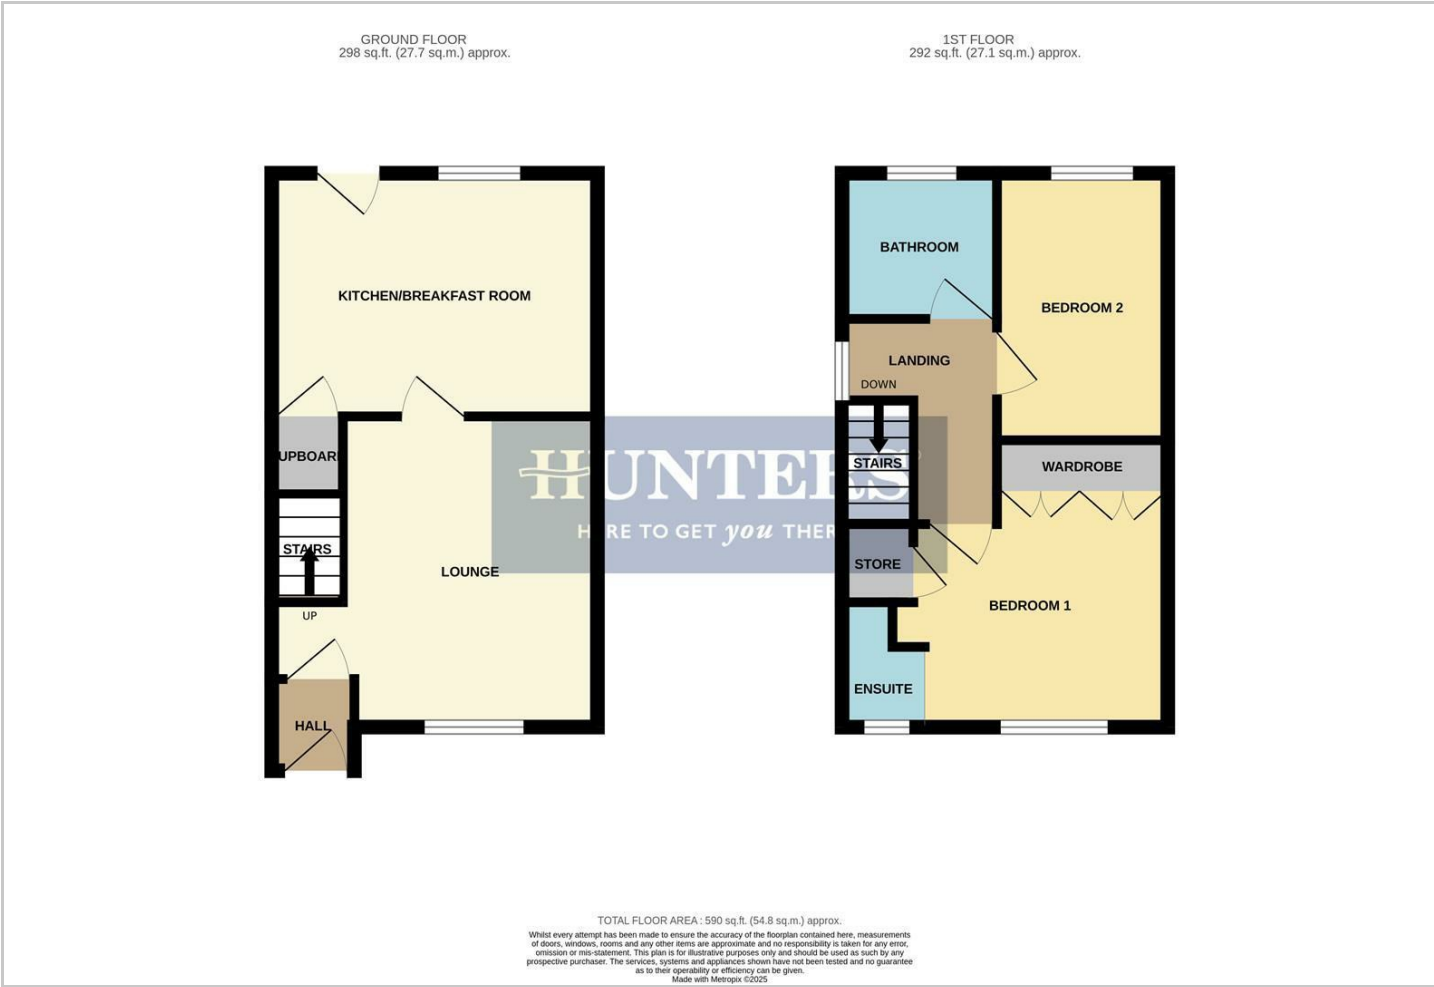 GROUND FLOOR
298 sq.ft. (27.7 sq.m.) approx.
1ST FLOOR
292 sq.ft. (27.1 sq.m.) approx.
KITCHEN/BREAKFAST ROOM
UPBOAR
STAIRS
UP
LOUNGE
HALL
BATHROOM
BEDROOM 2
LANDING
DOWN
STAIRS
WARDROBE
STORE
BEDROOM 1
ENSUITE
HUNTERS
HERE TO GET you THERE
TOTAL FLOOR AREA : 590 sq.ft. (54.8 sq.m.) approx.
Whilst every attempt has been made to ensure the accuracy of the floorplan contained here, measurements
of doors, windows, rooms and any other items are approximate and no responsibility is taken for any error,
omission or mis-statement. This plan is for illustrative purposes only and should be used as such by any
prospective purchaser. The services, systems and appliances shown have not been tested and no guarantee
as to their operability or efficiency can be given.
Made with Metropix ©2025